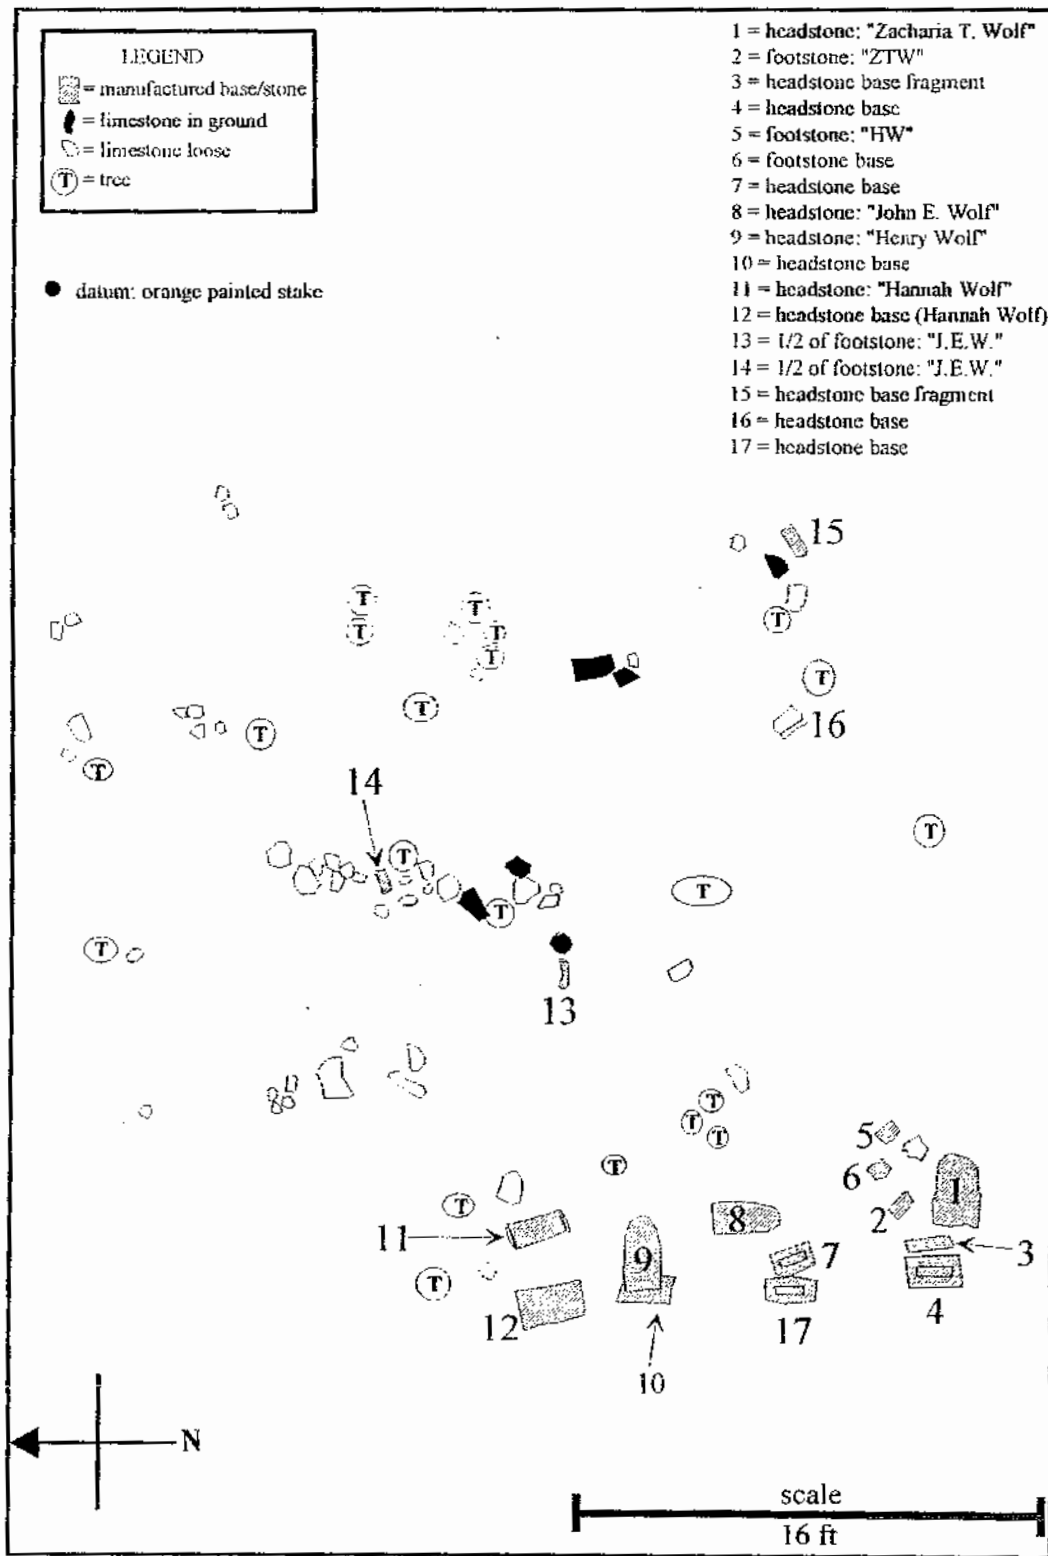 LEGEND
= manufactured base/stone
= limestone in ground
= limestone loose
T = tree
datum: orange painted stake
1 = headstone: "Zacharia T. Wolf"
2 = footstone: "ZTW"
3 = headstone base fragment
4 = headstone base
5 = footstone: "HW"
6 = footstone base
7 = headstone base
8 = headstone: "John E. Wolf"
9 = headstone: "Henry Wolf"
10 = headstone base
11 = headstone: "Hannah Wolf"
12 = headstone base (Hannah Wolf)
13 = 1/2 of footstone: "J.E.W."
14 = 1/2 of footstone: "J.E.W."
15 = headstone base fragment
16 = headstone base
17 = headstone base
15
T
T
T
T
T
T
T
T
T
16
T
T
14
T
T
T
T
T
13
T
T
T
T
5
6
1
T
2
8
11
9
7
3
T
12
17
4
10
N
scale
16 ft